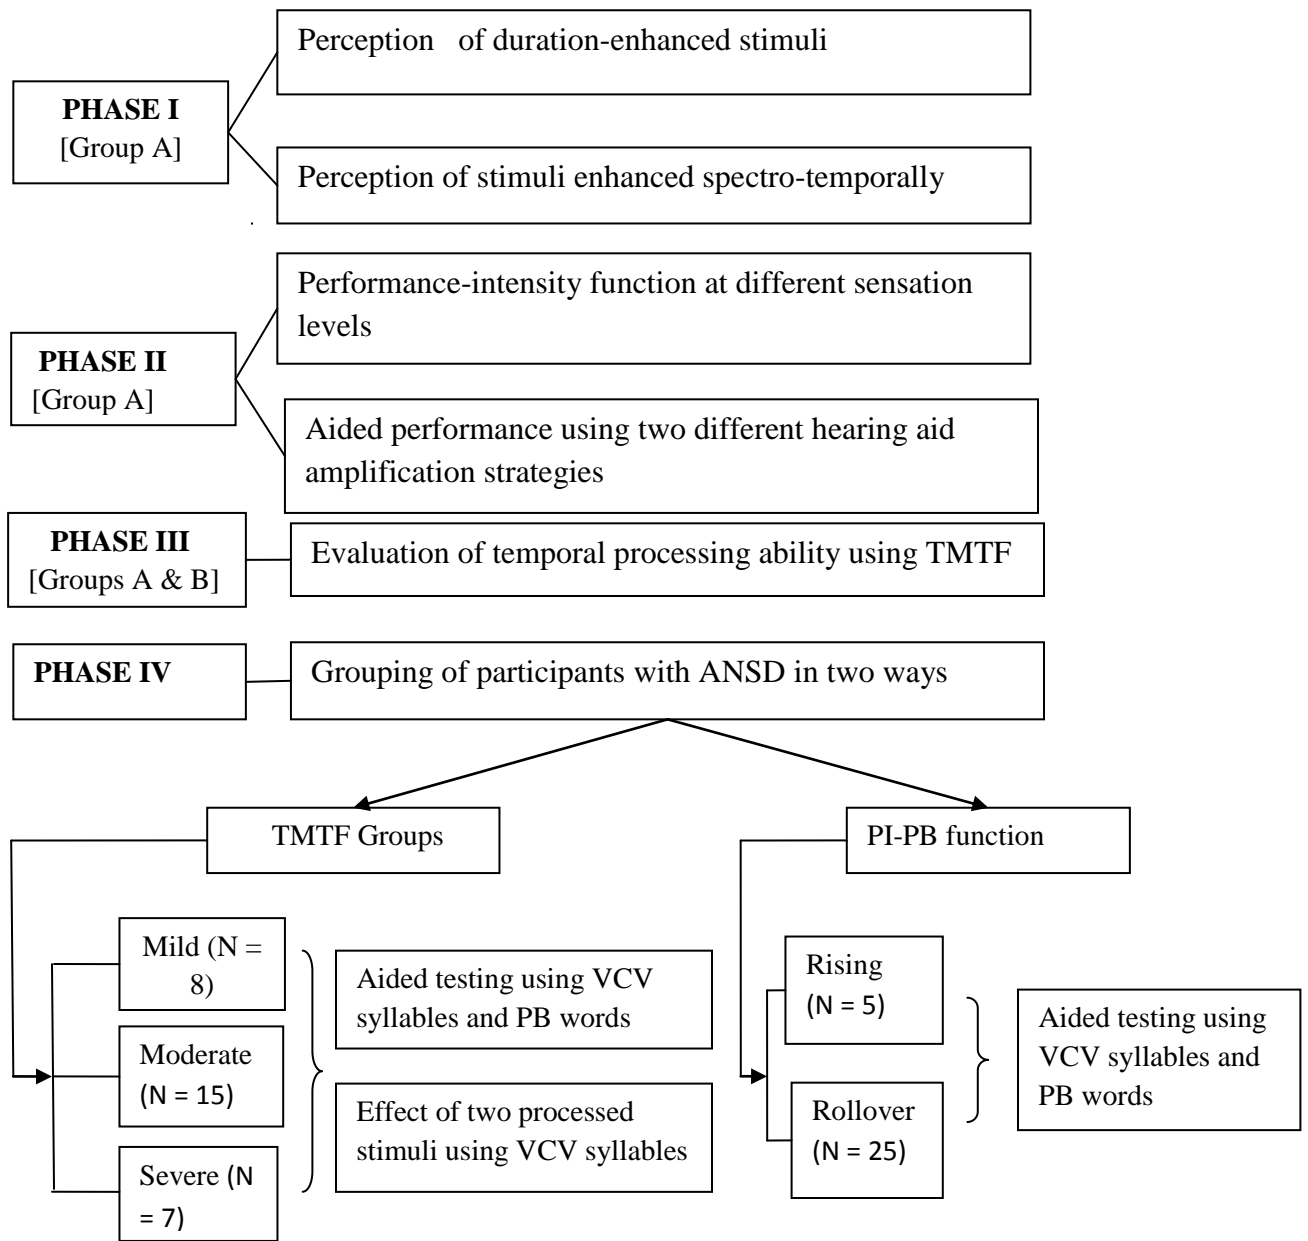 Perception of duration-enhanced stimuli
PHASE I
[Group A]
Perception of stimuli enhanced spectro-temporally
Performance-intensity function at different sensation
levels
PHASE II
[Group A]
Aided performance using two different hearing aid
amplification strategies
PHASE III
[Groups A & B]
Evaluation of temporal processing ability using TMTF
PHASE IV
Grouping of participants with ANSD in two ways
TMTF Groups
PI-PB function
Mild (N =
8)
Moderate
(N = 15)
Severe (N
= 7)
Aided testing using VCV
syllables and PB words
Effect of two processed
stimuli using VCV syllables
Rising
(N = 5)
Rollover
(N = 25)
Aided testing using
VCV syllables and
PB words